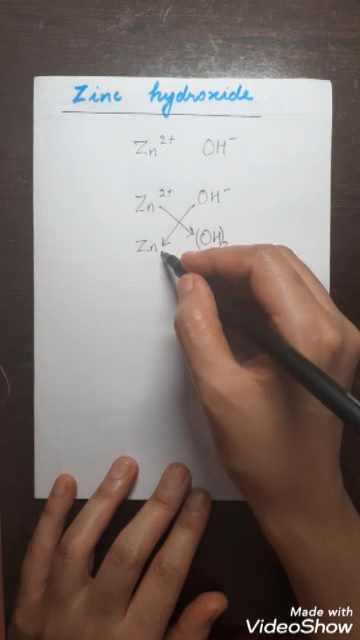 Zinc hydroxide
Zn²⁺ OH⁻
Zn²⁺ OH⁻
Zn (OH)₂
Made with
VideoShow